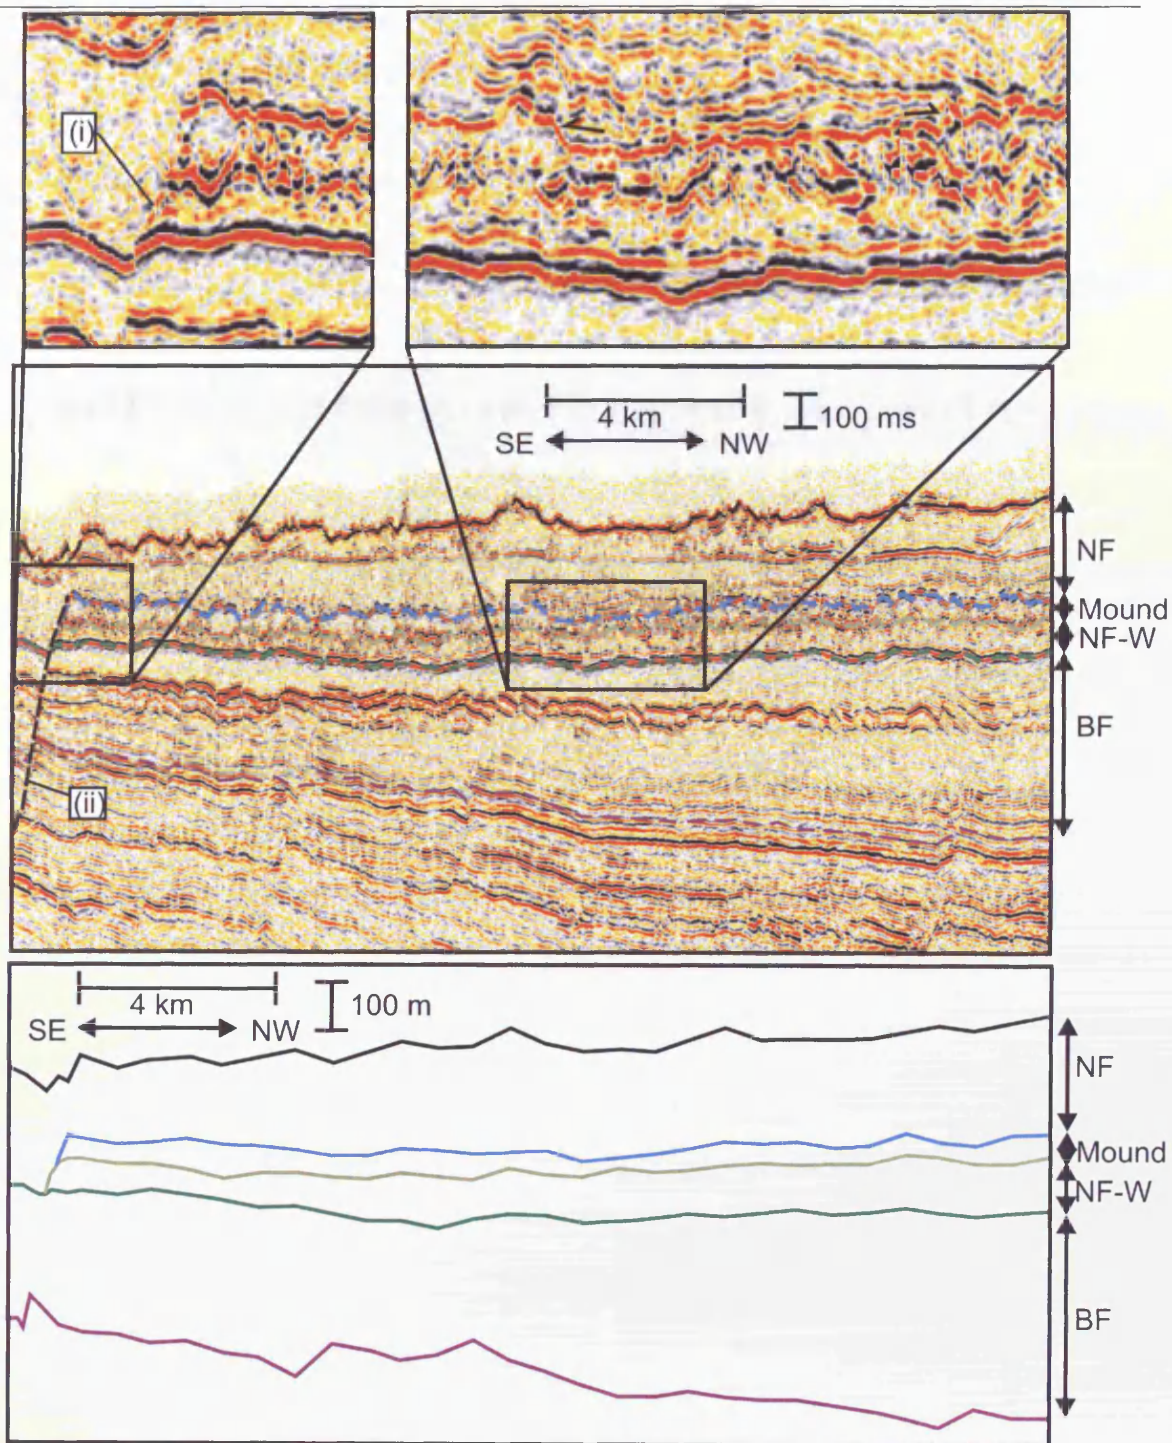 (i)
4 km
100 ms
SE
NW
NF
Mound
NF-W
BF
(ii)
4 km
100 m
SE
NW
NF
Mound
NF-W
BF